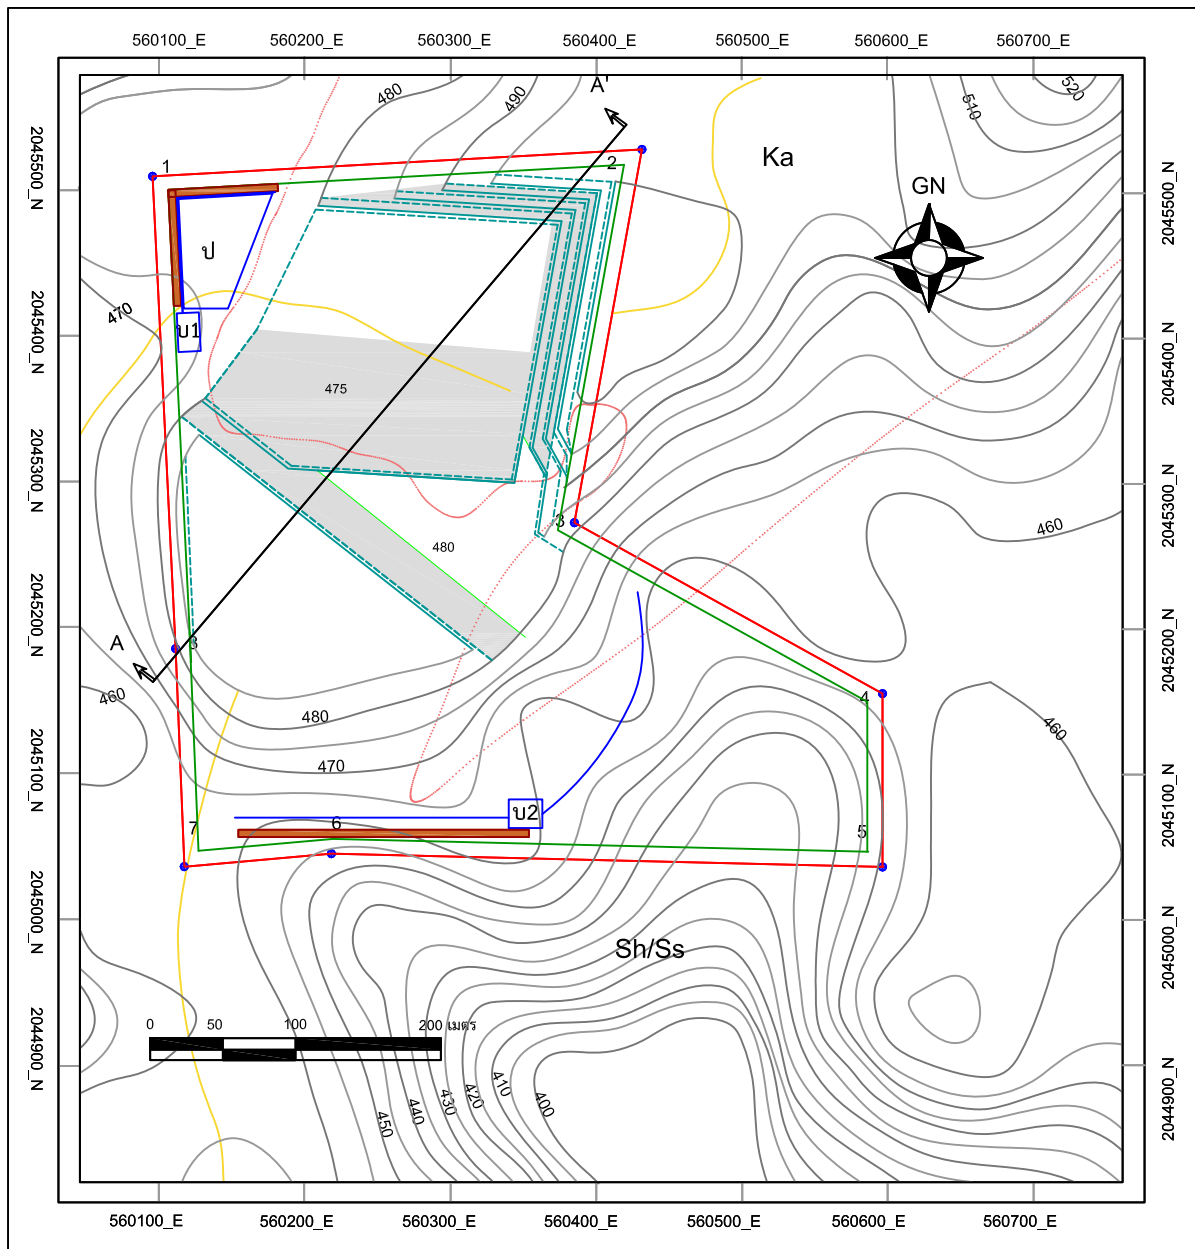 560100_E 560200_E 560300_E 560400_E 560500_E 560600_E 560700_E
480
490
A'
510
520
1
2
Ka
GN
2045500_N
2045900_N
ป
470
บ1
2045400_N
2045400_N
475
2045300_N
2045300_N
480
3
460
2045200_N
2045200_N
A
3
460
480
4
460
470
2045100_N
2045100_N
บ2
7
6
5
2045000_N
2045000_N
Sh/Ss
0 50 100 200 เมตร
2044900_N
2044900_N
450
440
430
420
410
400
560100_E 560200_E 560300_E 560400_E 560500_E 560600_E 560700_E